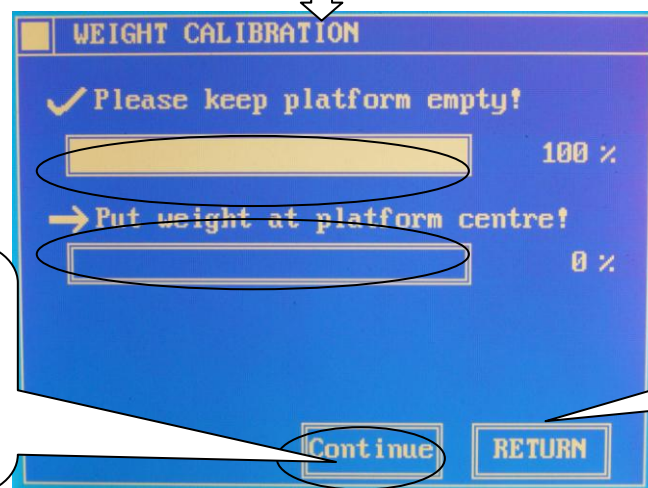 WEIGHT CALIBRATION
Please keep platform empty!
100 %
Put weight at platform centre!
0 %
Continue
RETURN